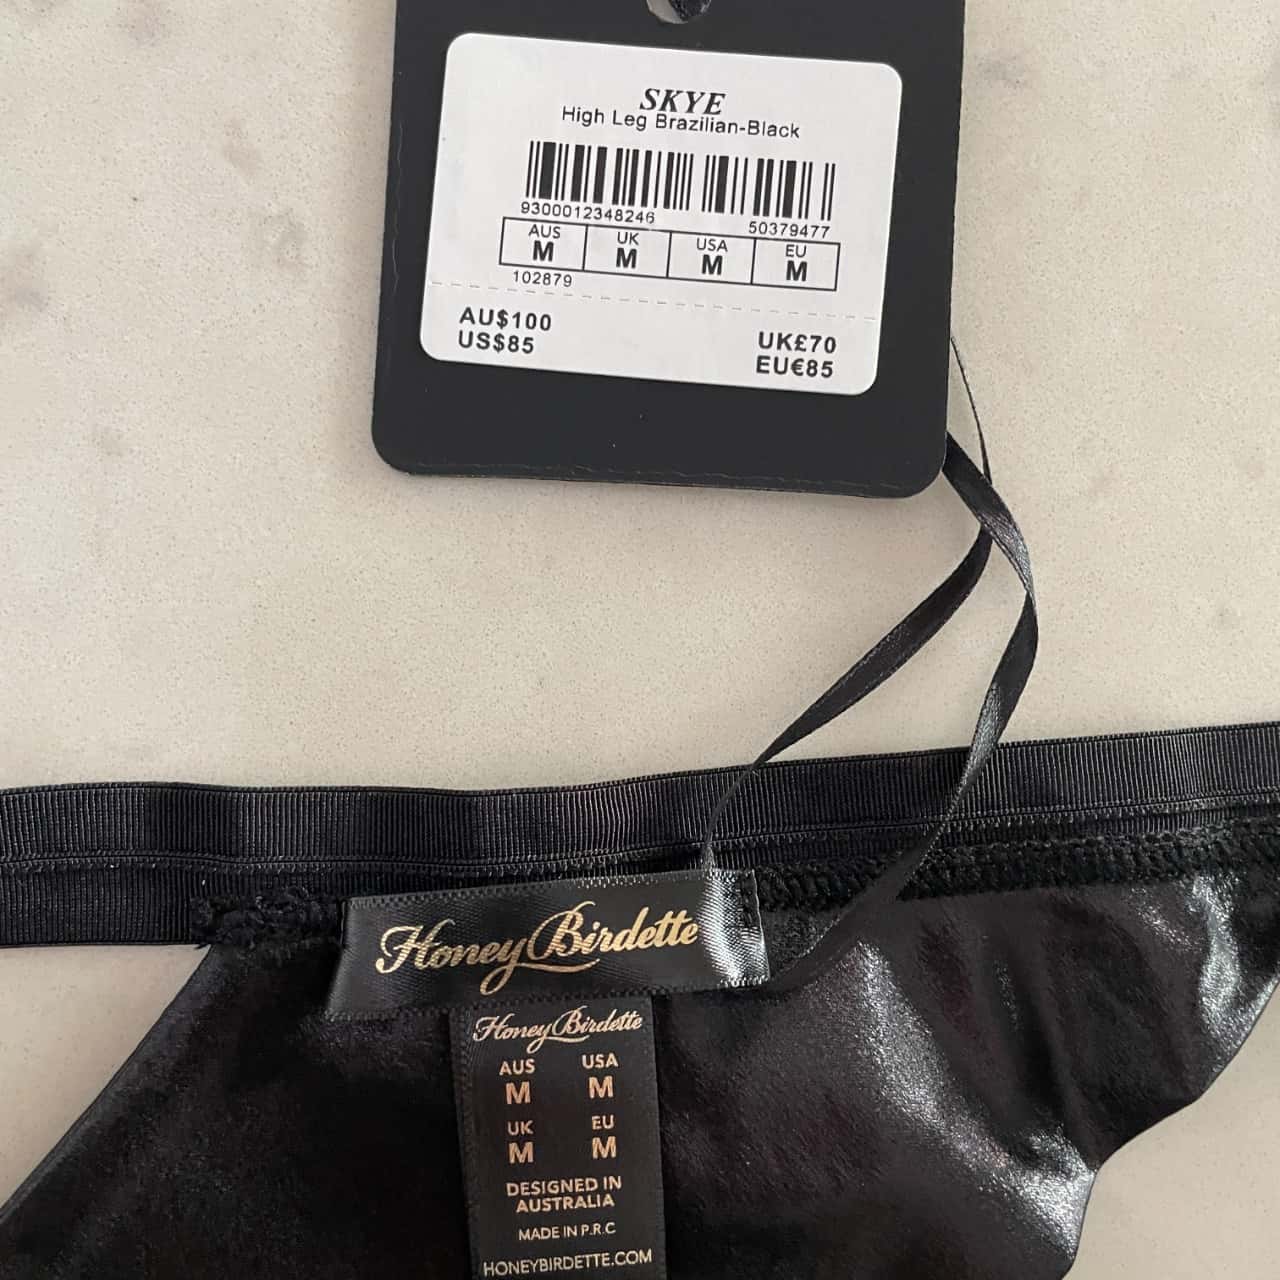 SKYE
High Leg Brazilian-Black
9300012348246
50379477
AUS UK USA EU
M M M M
102879
AU$100
US$85
UK£70
EU€85
Honey Birdette
Honey Birdette
AUS USA
M M
UK EU
M M
DESIGNED IN
AUSTRALIA
MADE IN P.R.C
HONEYBIRDETTE.COM